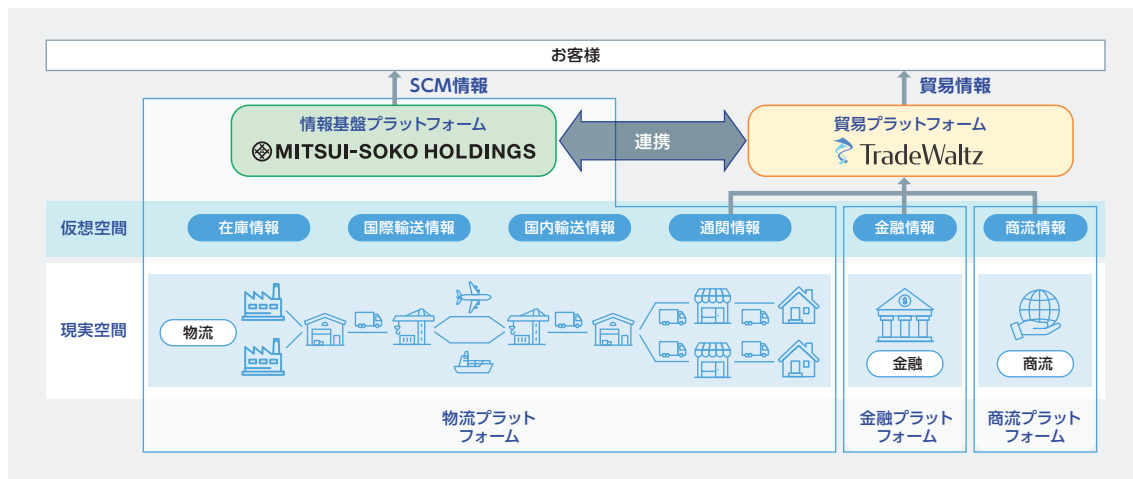 お客様
SCM情報
貿易情報
情報基盤プラットフォーム
MITSUI-SOKO HOLDINGS
連携
貿易プラットフォーム
TradeWaltz
仮想空間
在庫情報
国際輸送情報
国内輸送情報
通関情報
金融情報
商流情報
現実空間
物流
$
金融
商流
物流プラット
フォーム
金融プラット
フォーム
商流プラット
フォーム